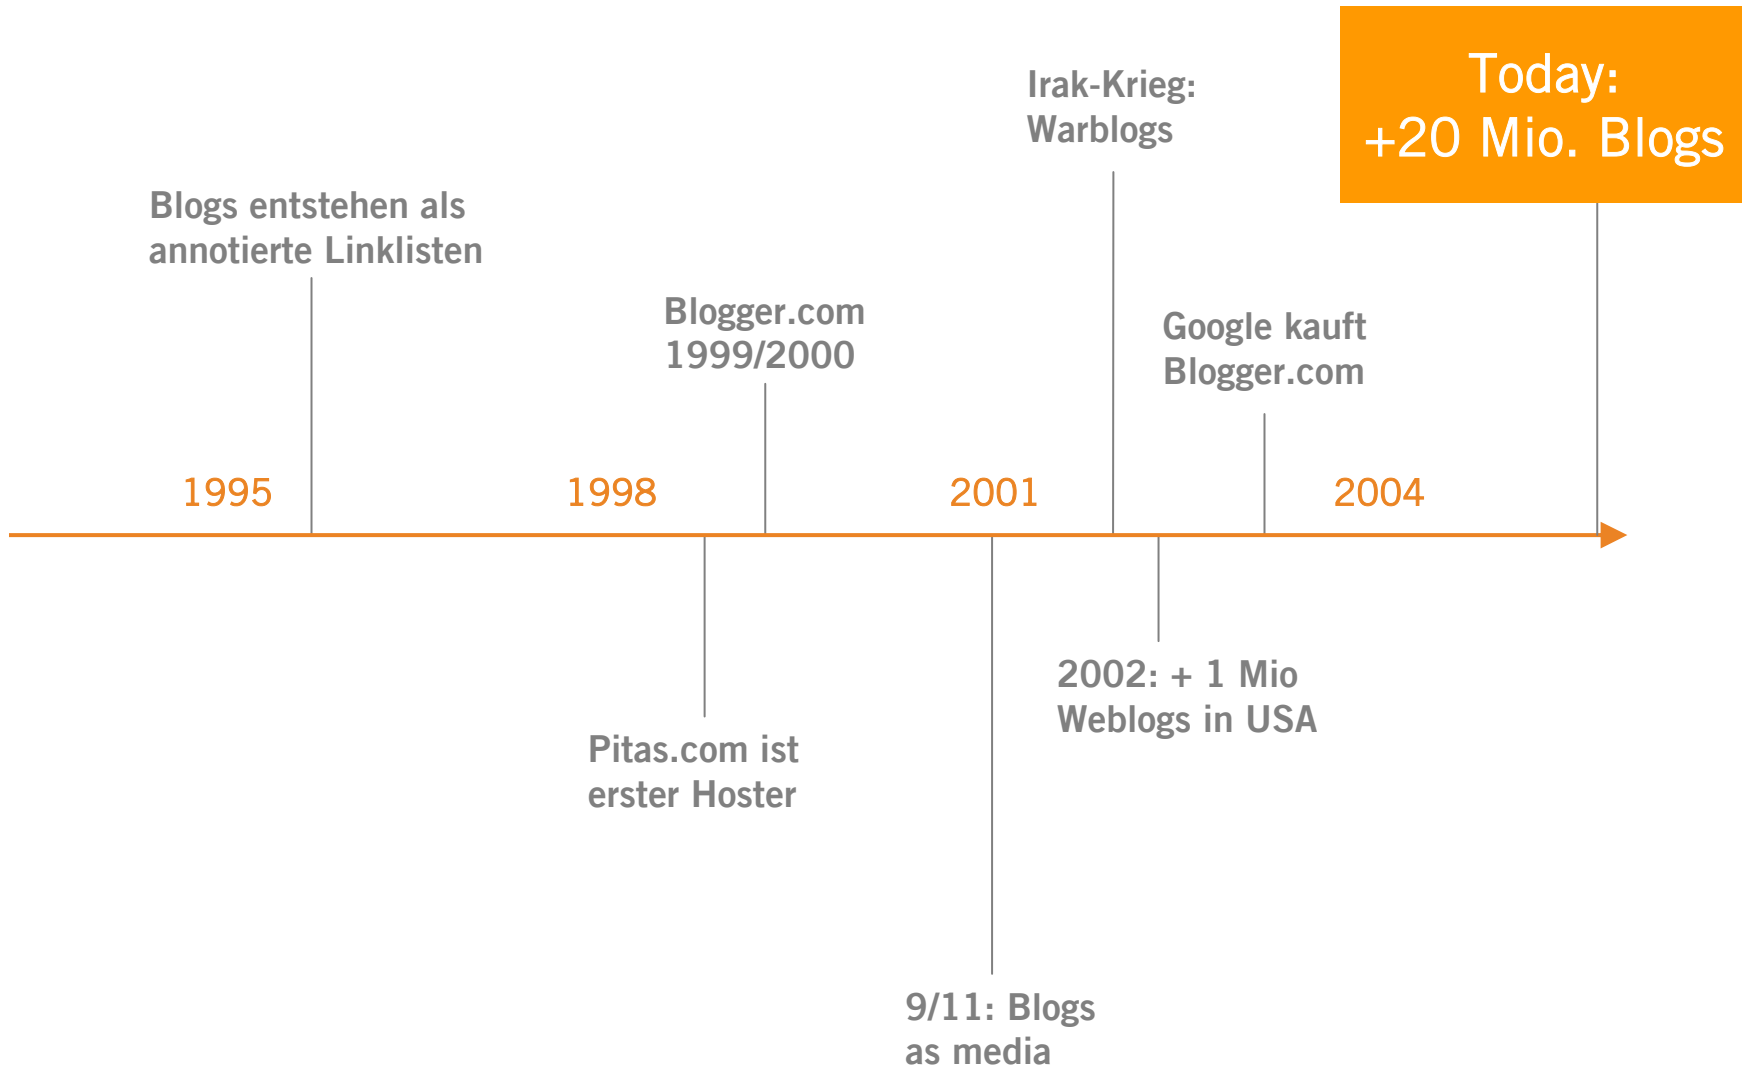 Today:
+20 Mio. Blogs
Irak-Krieg:
Warblogs
Blogs entstehen als
annotierte Linklisten
Blogger.com
1999/2000
Google kauft
Blogger.com
1995
1998
2001
2004
2002: + 1 Mio
Weblogs in USA
Pitas.com ist
erster Hoster
9/11: Blogs
as media